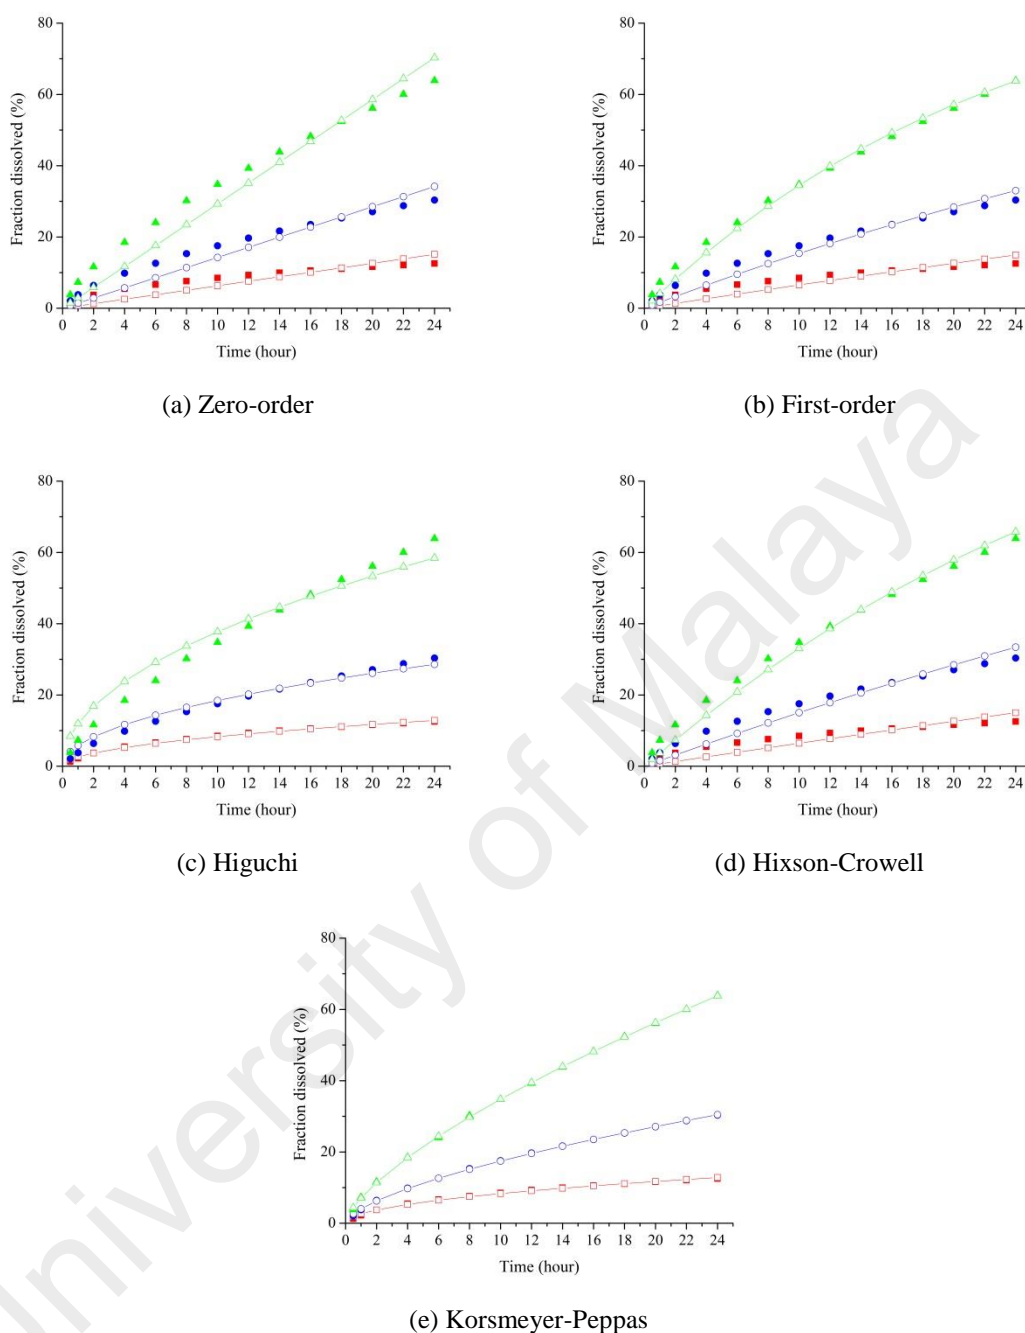 80
80
60
60
Fraction dissolved (%)
Fraction dissolved (%)
40
40
20
20
0
0
0 2 4 6 8 10 12 14 16 18 20 22 24
0 2 4 6 8 10 12 14 16 18 20 22 24
Time (hour)
Time (hour)
(a) Zero-order
(b) First-order
80
80
60
60
Fraction dissolved (%)
Fraction dissolved (%)
40
40
20
20
0
0
0 2 4 6 8 10 12 14 16 18 20 22 24
0 2 4 6 8 10 12 14 16 18 20 22 24
Time (hour)
Time (hour)
(c) Higuchi
(d) Hixson-Crowell
80
60
Fraction dissolved (%)
40
20
0
0 2 4 6 8 10 12 14 16 18 20 22 24
Time (hour)
(e) Korsmeyer-Peppas
University of Malaya